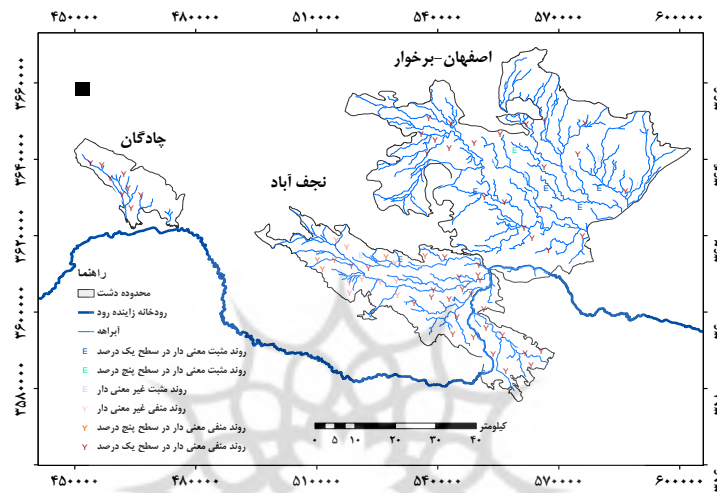 ۴۵۰۰۰۰ ۴۸۰۰۰۰ ۵۱۰۰۰۰ ۵۴۰۰۰۰ ۵۷۰۰۰۰ ۶۰۰۰۰۰
اصفهان-برخوار
چادگان
نجف آباد
۳۶۶۰۰۰۰
۳۶۴۰۰۰۰
۳۶۲۰۰۰۰
۳۶۰۰۰۰۰
۳۵۸۰۰۰۰
راهنما
محدوده دشت
رودخانه زاینده رود
آبراهه
E روند مثبت معنی دار در سطح یک درصد
E روند مثبت معنی دار در سطح پنج درصد
E روند مثبت غیر معنی دار
Y روند منفی غیر معنی دار
Y روند منفی معنی دار در سطح پنج درصد
Y روند منفی معنی دار در سطح یک درصد
کیلومتر
۰ ۵ ۱۰ ۲۰ ۳۰ ۴۰
۴۵۰۰۰۰ ۴۸۰۰۰۰ ۵۱۰۰۰۰ ۵۴۰۰۰۰ ۵۷۰۰۰۰ ۶۰۰۰۰۰